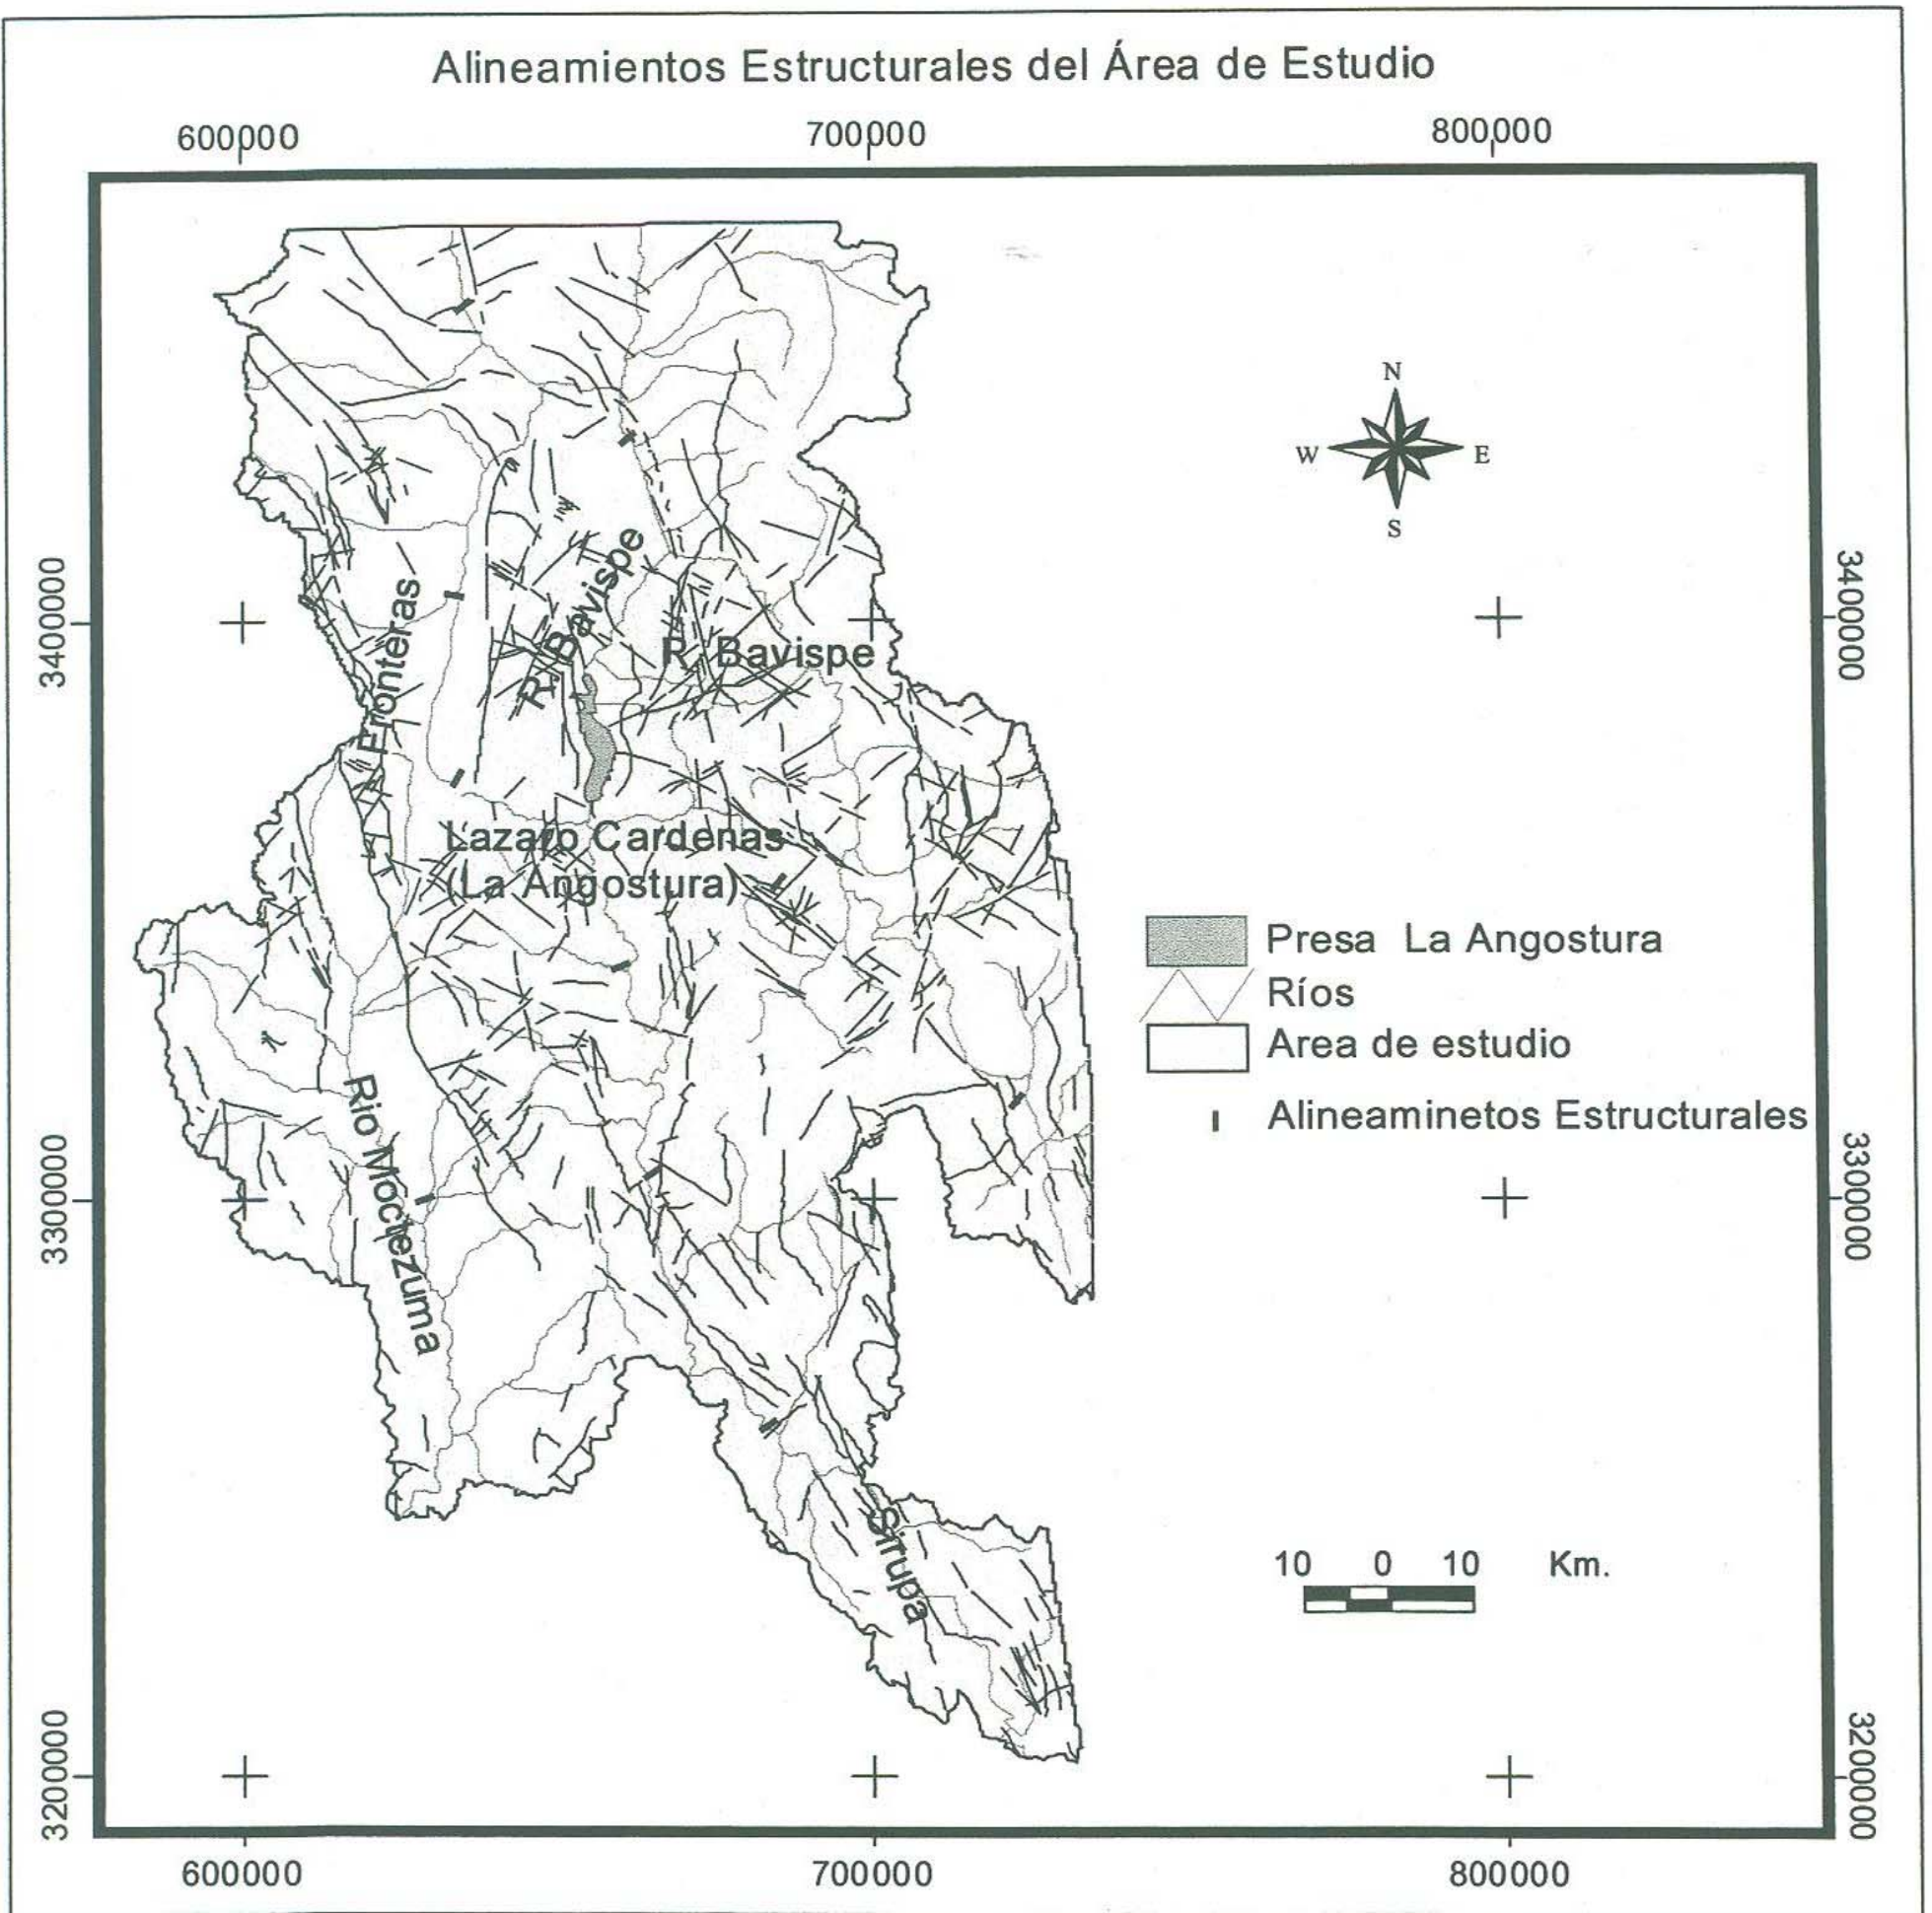 Alineamientos Estructurales del Área de Estudio
600000 700000 800000
N
W E
S
3400000 3400000
R. Bavispe
R. Bavispe
Fronteras
Lazaro Cardenas
(La Angostura)
Presa La Angostura
Ríos
Area de estudio
Alineaminetos Estructurales
Rio Moctezuma
3300000 3300000
Sirupa
10 0 10 Km.
3200000 3200000
600000 700000 800000